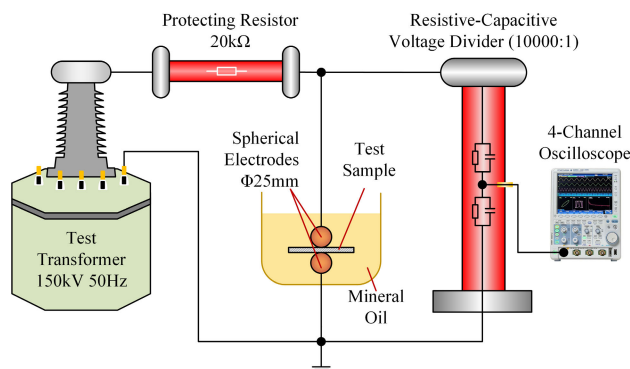 Protecting Resistor
20kΩ
Resistive-Capacitive
Voltage Divider (10000:1)
Spherical
Electrodes
Φ25mm
Test
Sample
4-Channel
Oscilloscope
Test
Transformer
150kV 50Hz
Mineral
Oil